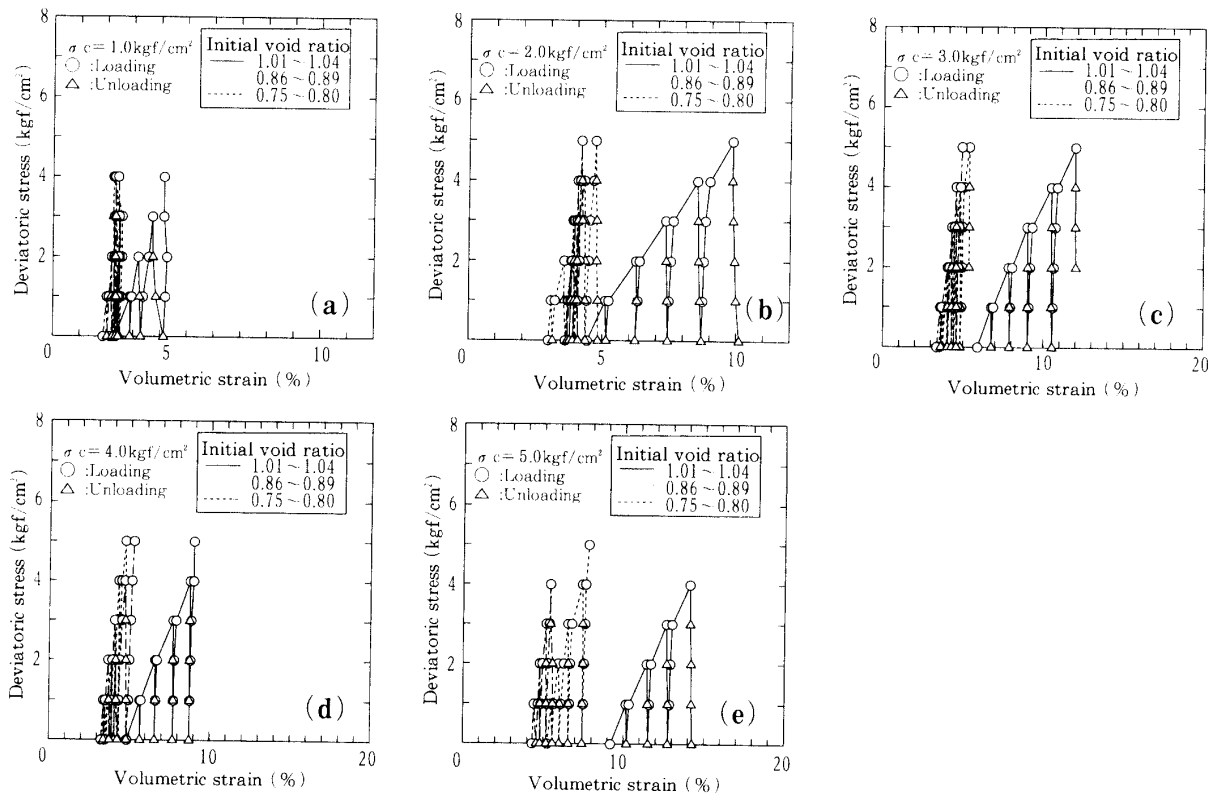 8
σ c=1.0kgf/cm²
○ :Loading
△ :Unloading
Initial void ratio
1.01~1.04
0.86~0.89
0.75~0.80
6
4
2
0
5
10
(a)
Deviatoric stress (kgf/cm²)
Volumetric strain (%)
8
σ c=2.0kgf/cm²
○ :Loading
△ :Unloading
Initial void ratio
1.01~1.04
0.86~0.89
0.75~0.80
6
4
2
0
5
10
(b)
Deviatoric stress (kgf/cm²)
Volumetric strain (%)
8
σ c=3.0kgf/cm²
○ :Loading
△ :Unloading
Initial void ratio
1.01~1.04
0.86~0.89
0.75~0.80
6
4
2
0
10
20
(c)
Deviatoric stress (kgf/cm²)
Volumetric strain (%)
8
σ c=4.0kgf/cm²
○ :Loading
△ :Unloading
Initial void ratio
1.01~1.04
0.86~0.89
0.75~0.80
6
4
2
0
10
20
(d)
Deviatoric stress (kgf/cm²)
Volumetric strain (%)
8
σ c=5.0kgf/cm²
○ :Loading
△ :Unloading
Initial void ratio
1.01~1.04
0.86~0.89
0.75~0.80
6
4
2
0
10
20
(e)
Deviatoric stress (kgf/cm²)
Volumetric strain (%)